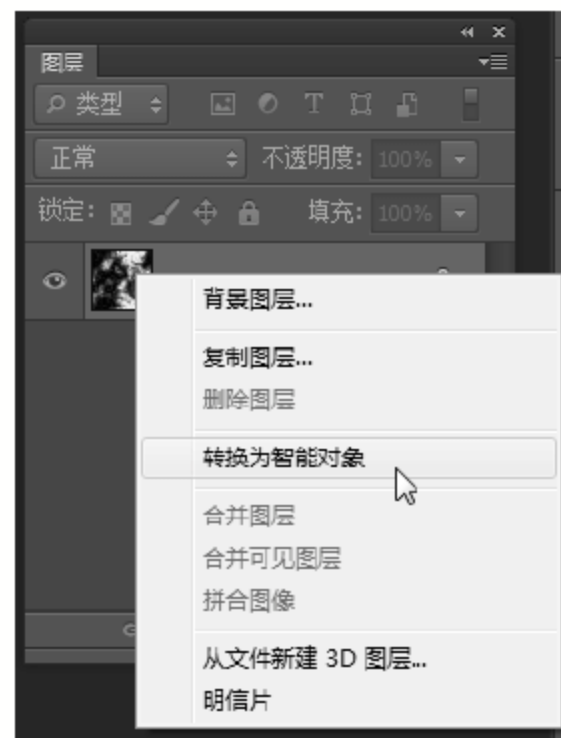 图层
类型 T
正常 不透明度: 100%
锁定: 填充: 100%
背景图层...
复制图层...
删除图层
转换为智能对象
合并图层
合并可见图层
拼合图像
从文件新建 3D 图层...
明信片